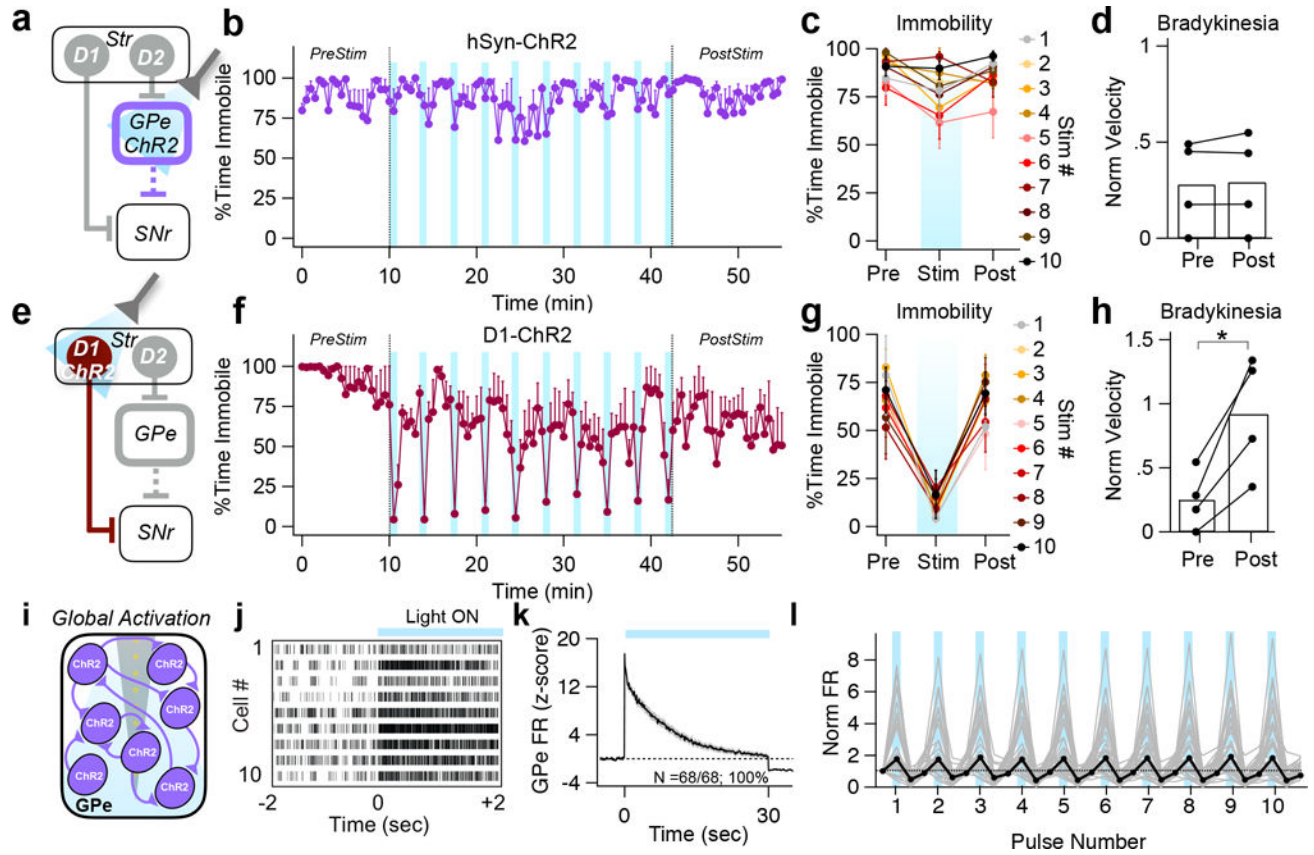 a
Str
D1
D2
GPe
ChR2
SNr
b
hSyn-ChR2
PreStim
PostStim
%Time Immobile
100
75
50
25
0
0
10
20
30
40
50
Time (min)
c
Immobility
%Time Immobile
100
75
50
25
0
Pre
Stim
Post
Stim #
1
2
3
4
5
6
7
8
9
10
d
Bradykinesia
Norm Velocity
1
0.5
0
Pre
Post
e
Str
D1
ChR2
D2
GPe
SNr
f
D1-ChR2
PreStim
PostStim
%Time Immobile
100
75
50
25
0
0
10
20
30
40
50
Time (min)
g
Immobility
%Time Immobile
100
75
50
25
0
Pre
Stim
Post
Stim #
1
2
3
4
5
6
7
8
9
10
h
Bradykinesia
*
Norm Velocity
1.5
1
0.5
0
Pre
Post
i
Global Activation
ChR2
ChR2
ChR2
ChR2
ChR2
ChR2
ChR2
ChR2
GPe
j
Light ON
Cell #
1
10
-2
0
+2
Time (sec)
k
GPe FR (z-score)
20
12
4
-4
N =68/68; 100%
0
30
Time (sec)
l
Norm FR
8
6
4
2
0
1
2
3
4
5
6
7
8
9
10
Pulse Number